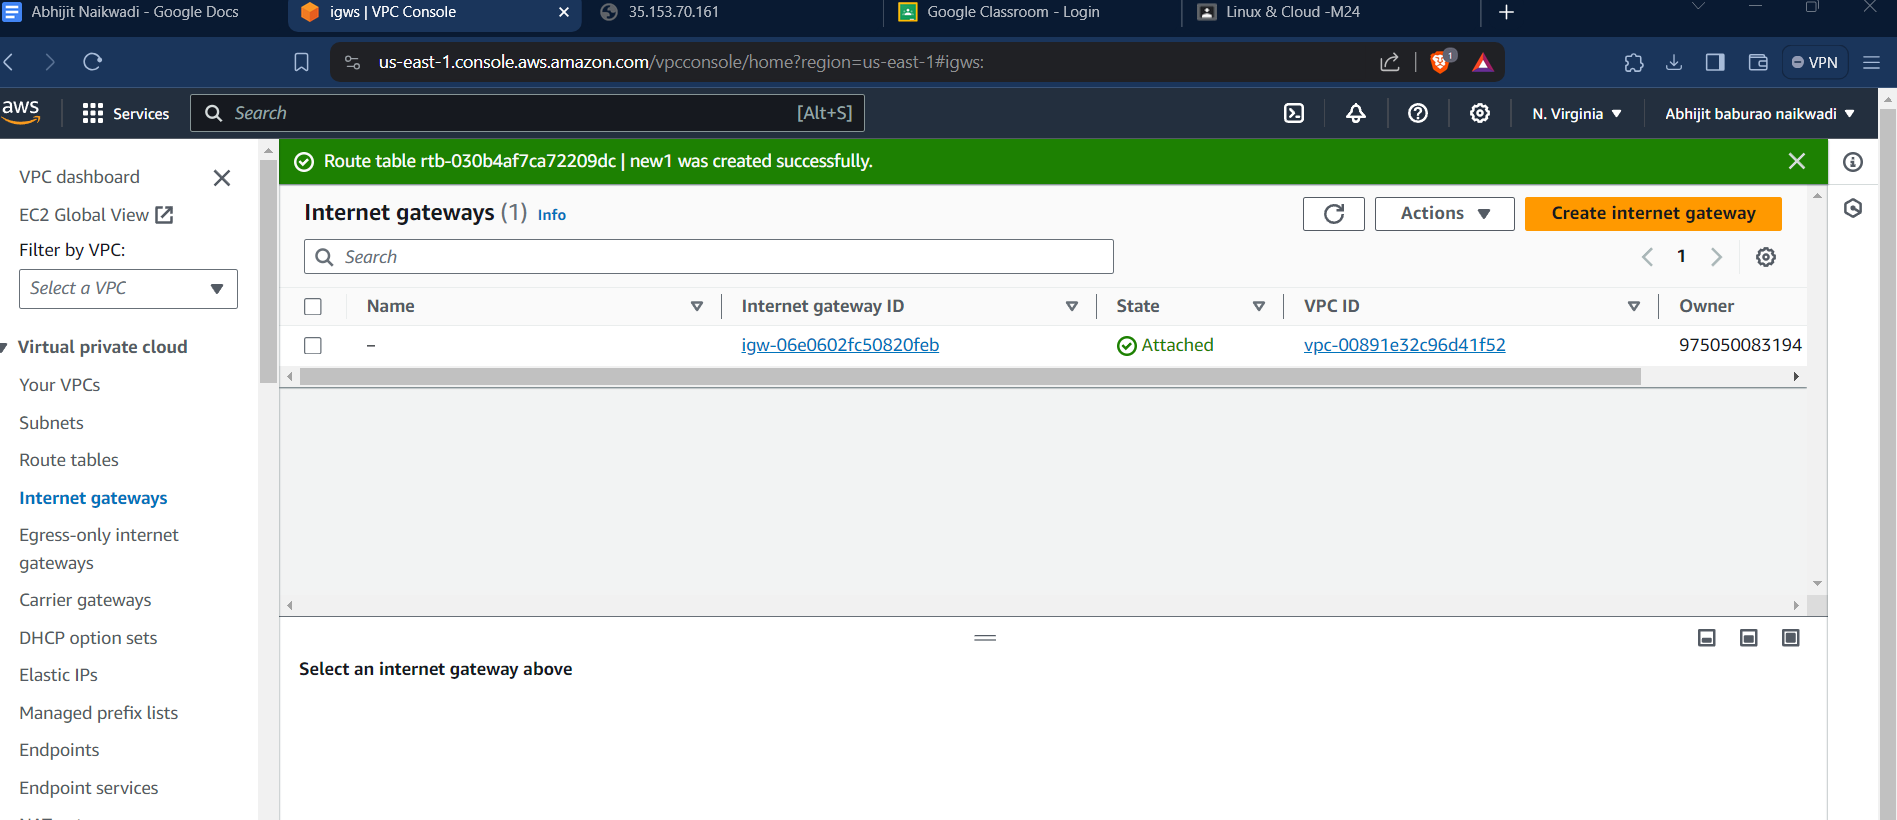 Abhijit Naikwadi - Google Docs
igws | VPC Console
35.153.70.161
Google Classroom - Login
Linux & Cloud -M24
us-east-1.console.aws.amazon.com/vpcconsole/home?region=us-east-1#igws:
1
VPN
aws
Services
Search
[Alt+S]
N. Virginia
Abhijit baburao naikwadi
VPC dashboard
EC2 Global View
Filter by VPC:
Select a VPC
Virtual private cloud
Your VPCs
Subnets
Route tables
Internet gateways
Egress-only internet
gateways
Carrier gateways
DHCP option sets
Elastic IPs
Managed prefix lists
Endpoints
Endpoint services
Route table rtb-030b4af7ca72209dc | new1 was created successfully.
Internet gateways (1) Info
Actions
Create internet gateway
Search
1
Name Internet gateway ID State VPC ID Owner
– igw-06e0602fc50820feb Attached vpc-00891e32c96d41f52 975050083194
Select an internet gateway above